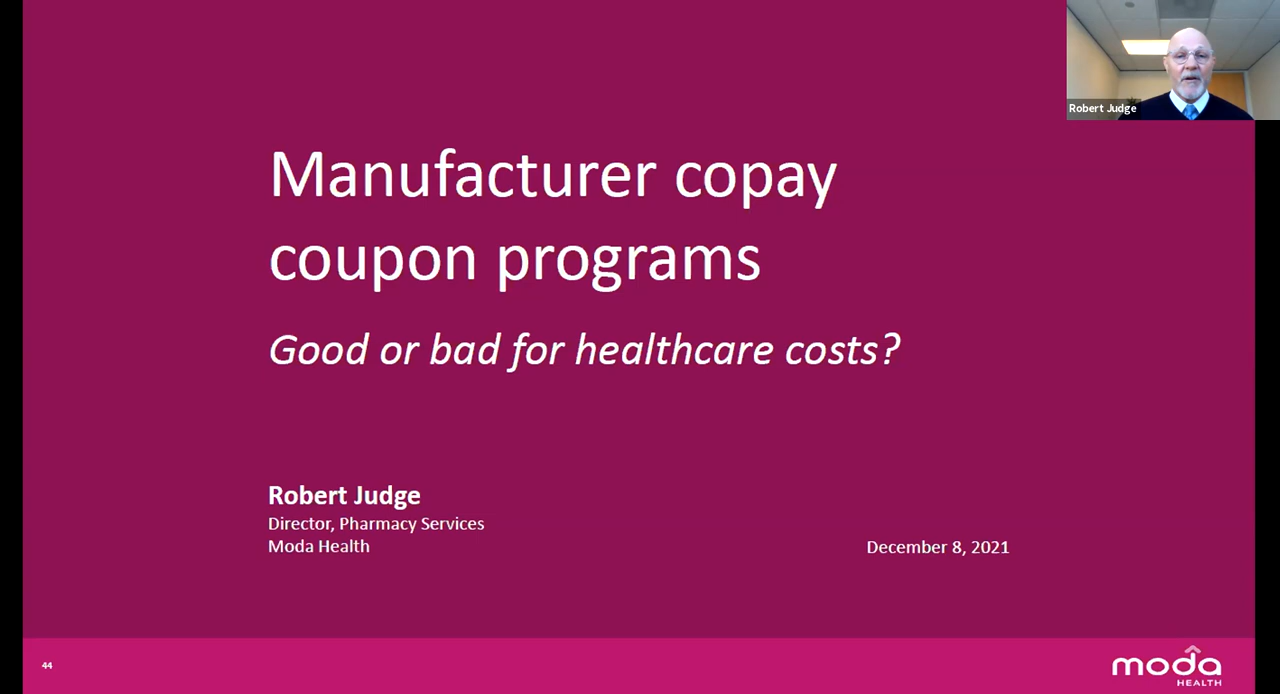 Robert Judge
Manufacturer copay
coupon programs
Good or bad for healthcare costs?
Robert Judge
Director, Pharmacy Services
Moda Health
December 8, 2021
44
moda
HEALTH